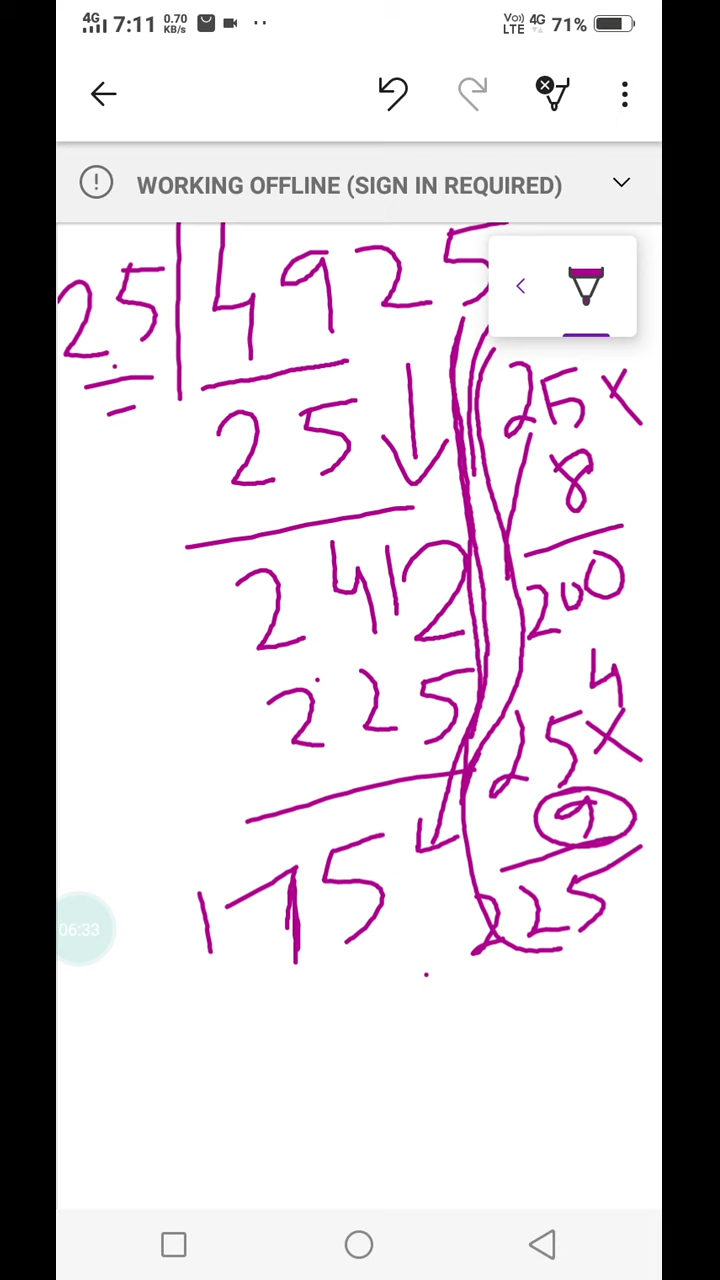 4G 7:11 0.70 KB/s Vo) LTE 4G 71%
WORKING OFFLINE (SIGN IN REQUIRED)
25 4925
25
25 x
8
200
2412
225
4
25 x
9
225
175
06:33